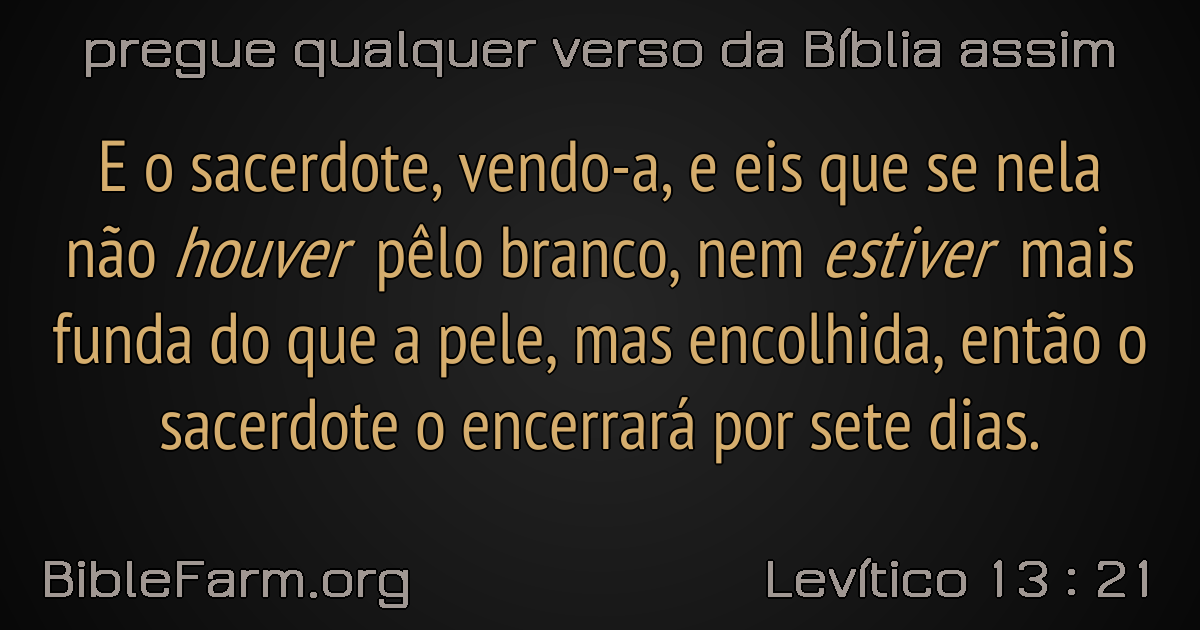 pregue qualquer verso da Bíblia assim
E o sacerdote, vendo-a, e eis que se nela
não houver pêlo branco, nem estiver mais
funda do que a pele, mas encolhida, então o
sacerdote o encerrará por sete dias.
BibleFarm.org
Levítico 13 : 21